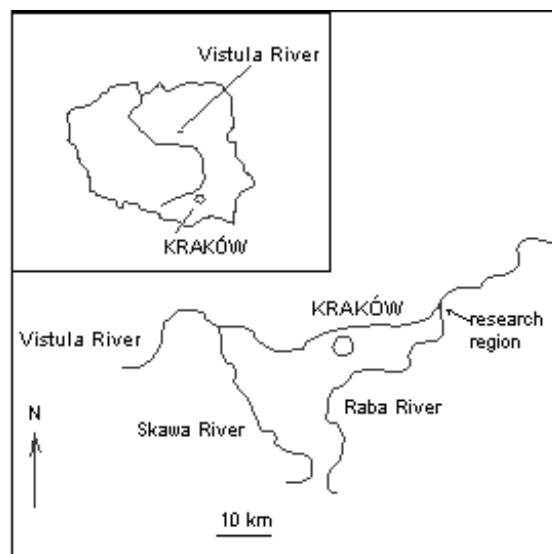 Vistula River
KRAKÓW
KRAKÓW
research
region
Vistula River
Raba River
Skawa River
N
10 km